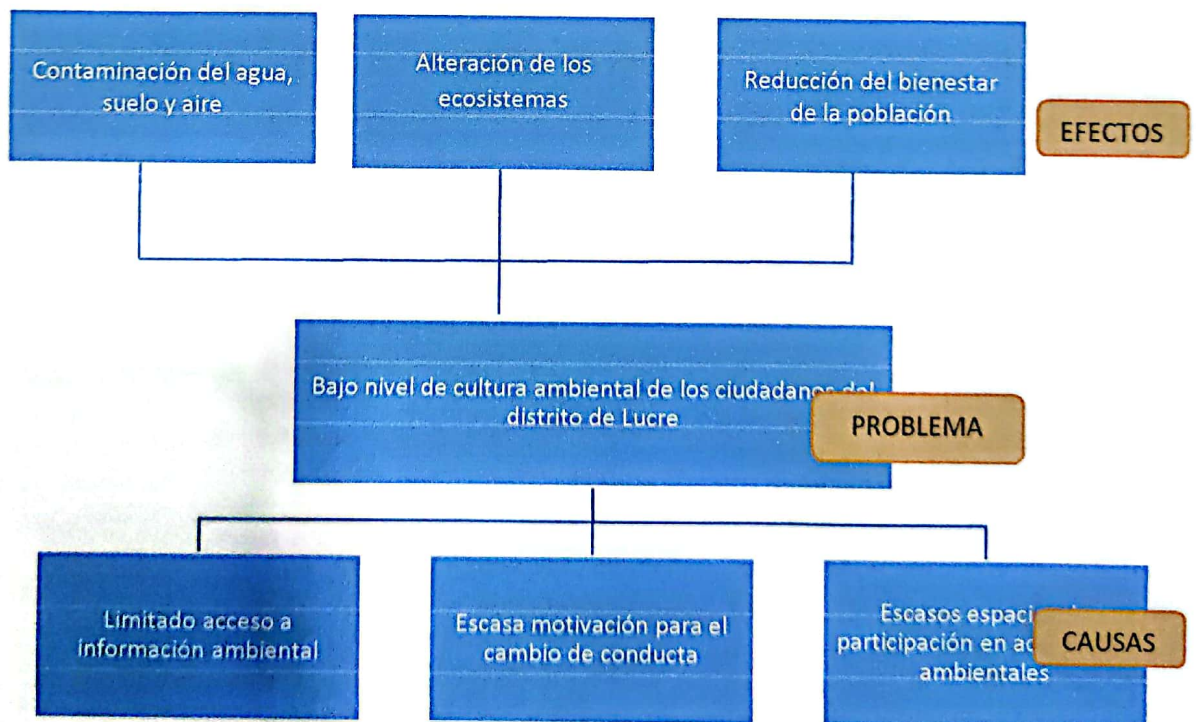 Contaminación del agua,
suelo y aire
Alteración de los
ecosistemas
Reducción del bienestar
de la población
EFECTOS
Bajo nivel de cultura ambiental de los ciudadanos del
distrito de Lucre
PROBLEMA
Limitado acceso a
información ambiental
Escasa motivación para el
cambio de conducta
Escasos
participación en
ambientales
CAUSAS